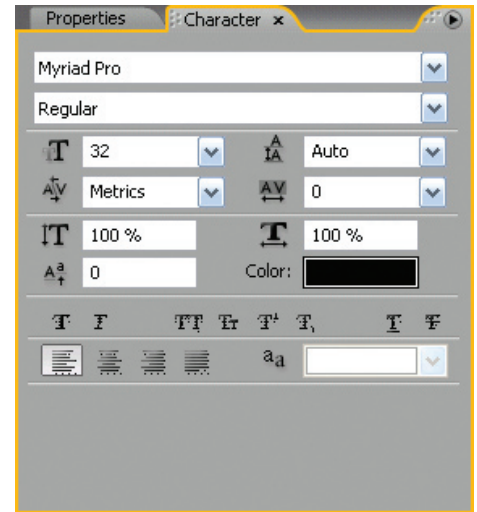 Properties Character x
Myriad Pro
Regular
32 Auto
Metrics 0
100 % 100 %
0 Color: